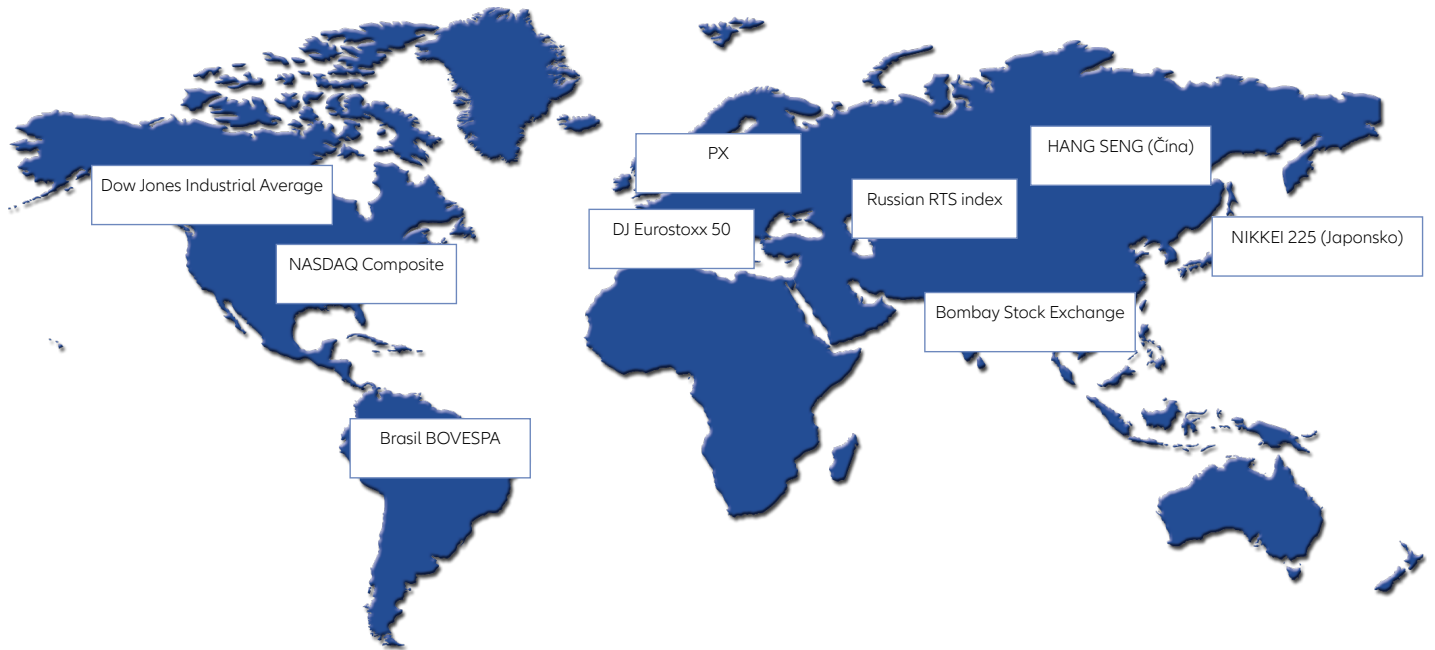 PX
HANG SENG (Čína)
Dow Jones Industrial Average
Russian RTS index
DJ Eurostoxx 50
NIKKEI 225 (Japonsko)
NASDAQ Composite
Bombay Stock Exchange
Brasil BOVESPA